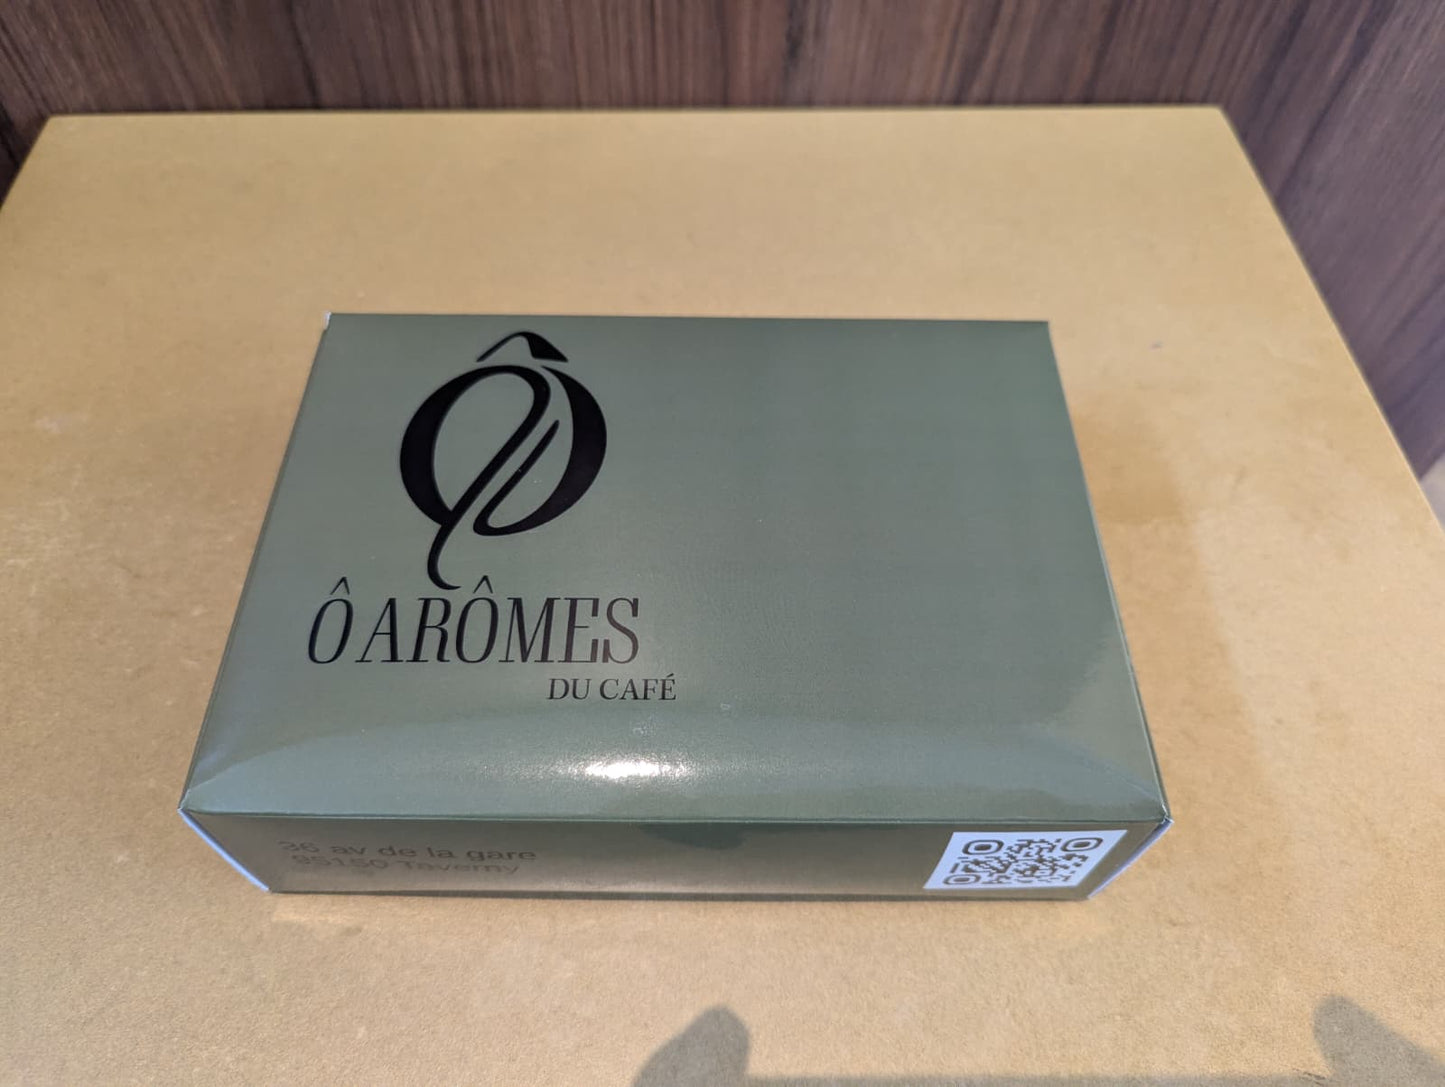 Ô
Ô ARÔMES
DU CAFÉ
36 av de la gare
95150 Taverny